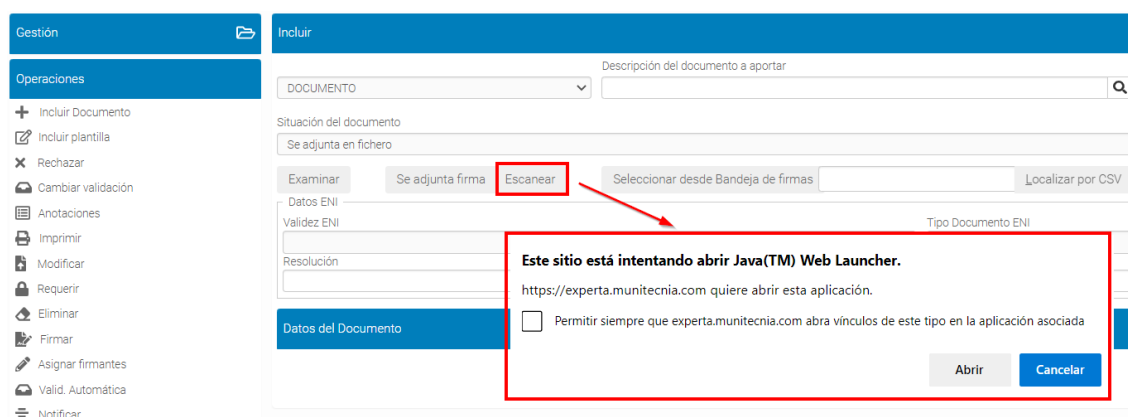 Gestión
Operaciones
Incluir Documento
Incluir plantilla
Rechazar
Cambiar validación
Anotaciones
Imprimir
Modificar
Requerir
Eliminar
Firmar
Asignar firmantes
Valid. Automática
Notificar
Incluir
Descripción del documento a aportar
DOCUMENTO
Situación del documento
Se adjunta en fichero
Examinar Se adjunta firma Escanear Seleccionar desde Bandeja de firmas Localizar por CSV
Datos ENI
Validez ENI Tipo Documento ENI
Resolución
Datos del Documento
Este sitio está intentando abrir Java(TM) Web Launcher.
https://experta.munitecnia.com quiere abrir esta aplicación.
Permitir siempre que experta.munitecnia.com abra vínculos de este tipo en la aplicación asociada
Abrir Cancelar